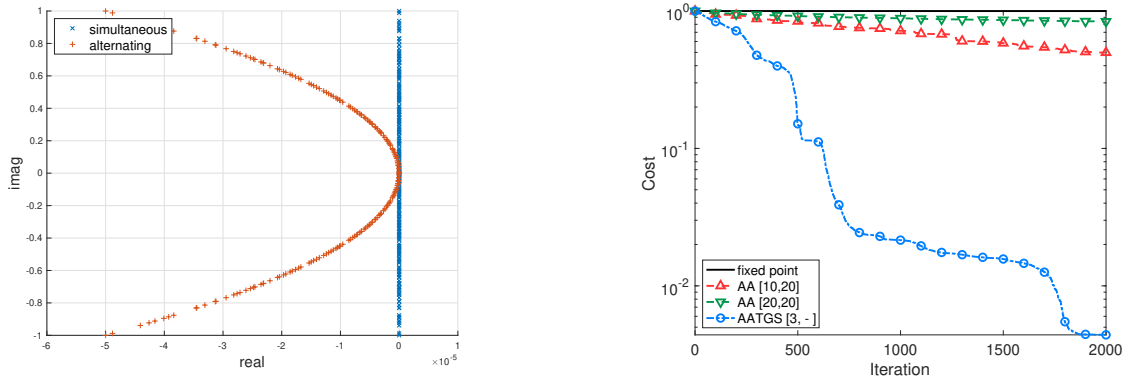 1
0.8
0.6
0.4
0.2
0
-0.2
-0.4
-0.6
-0.8
-1
imag
simultaneous
alternating
-6
-5
-4
-3
-2
-1
0
1
×10⁻⁵
real
10⁰
10⁻¹
10⁻²
Cost
fixed point
AA [10,20]
AA [20,20]
AATGS [3, - ]
0
500
1000
1500
2000
Iteration